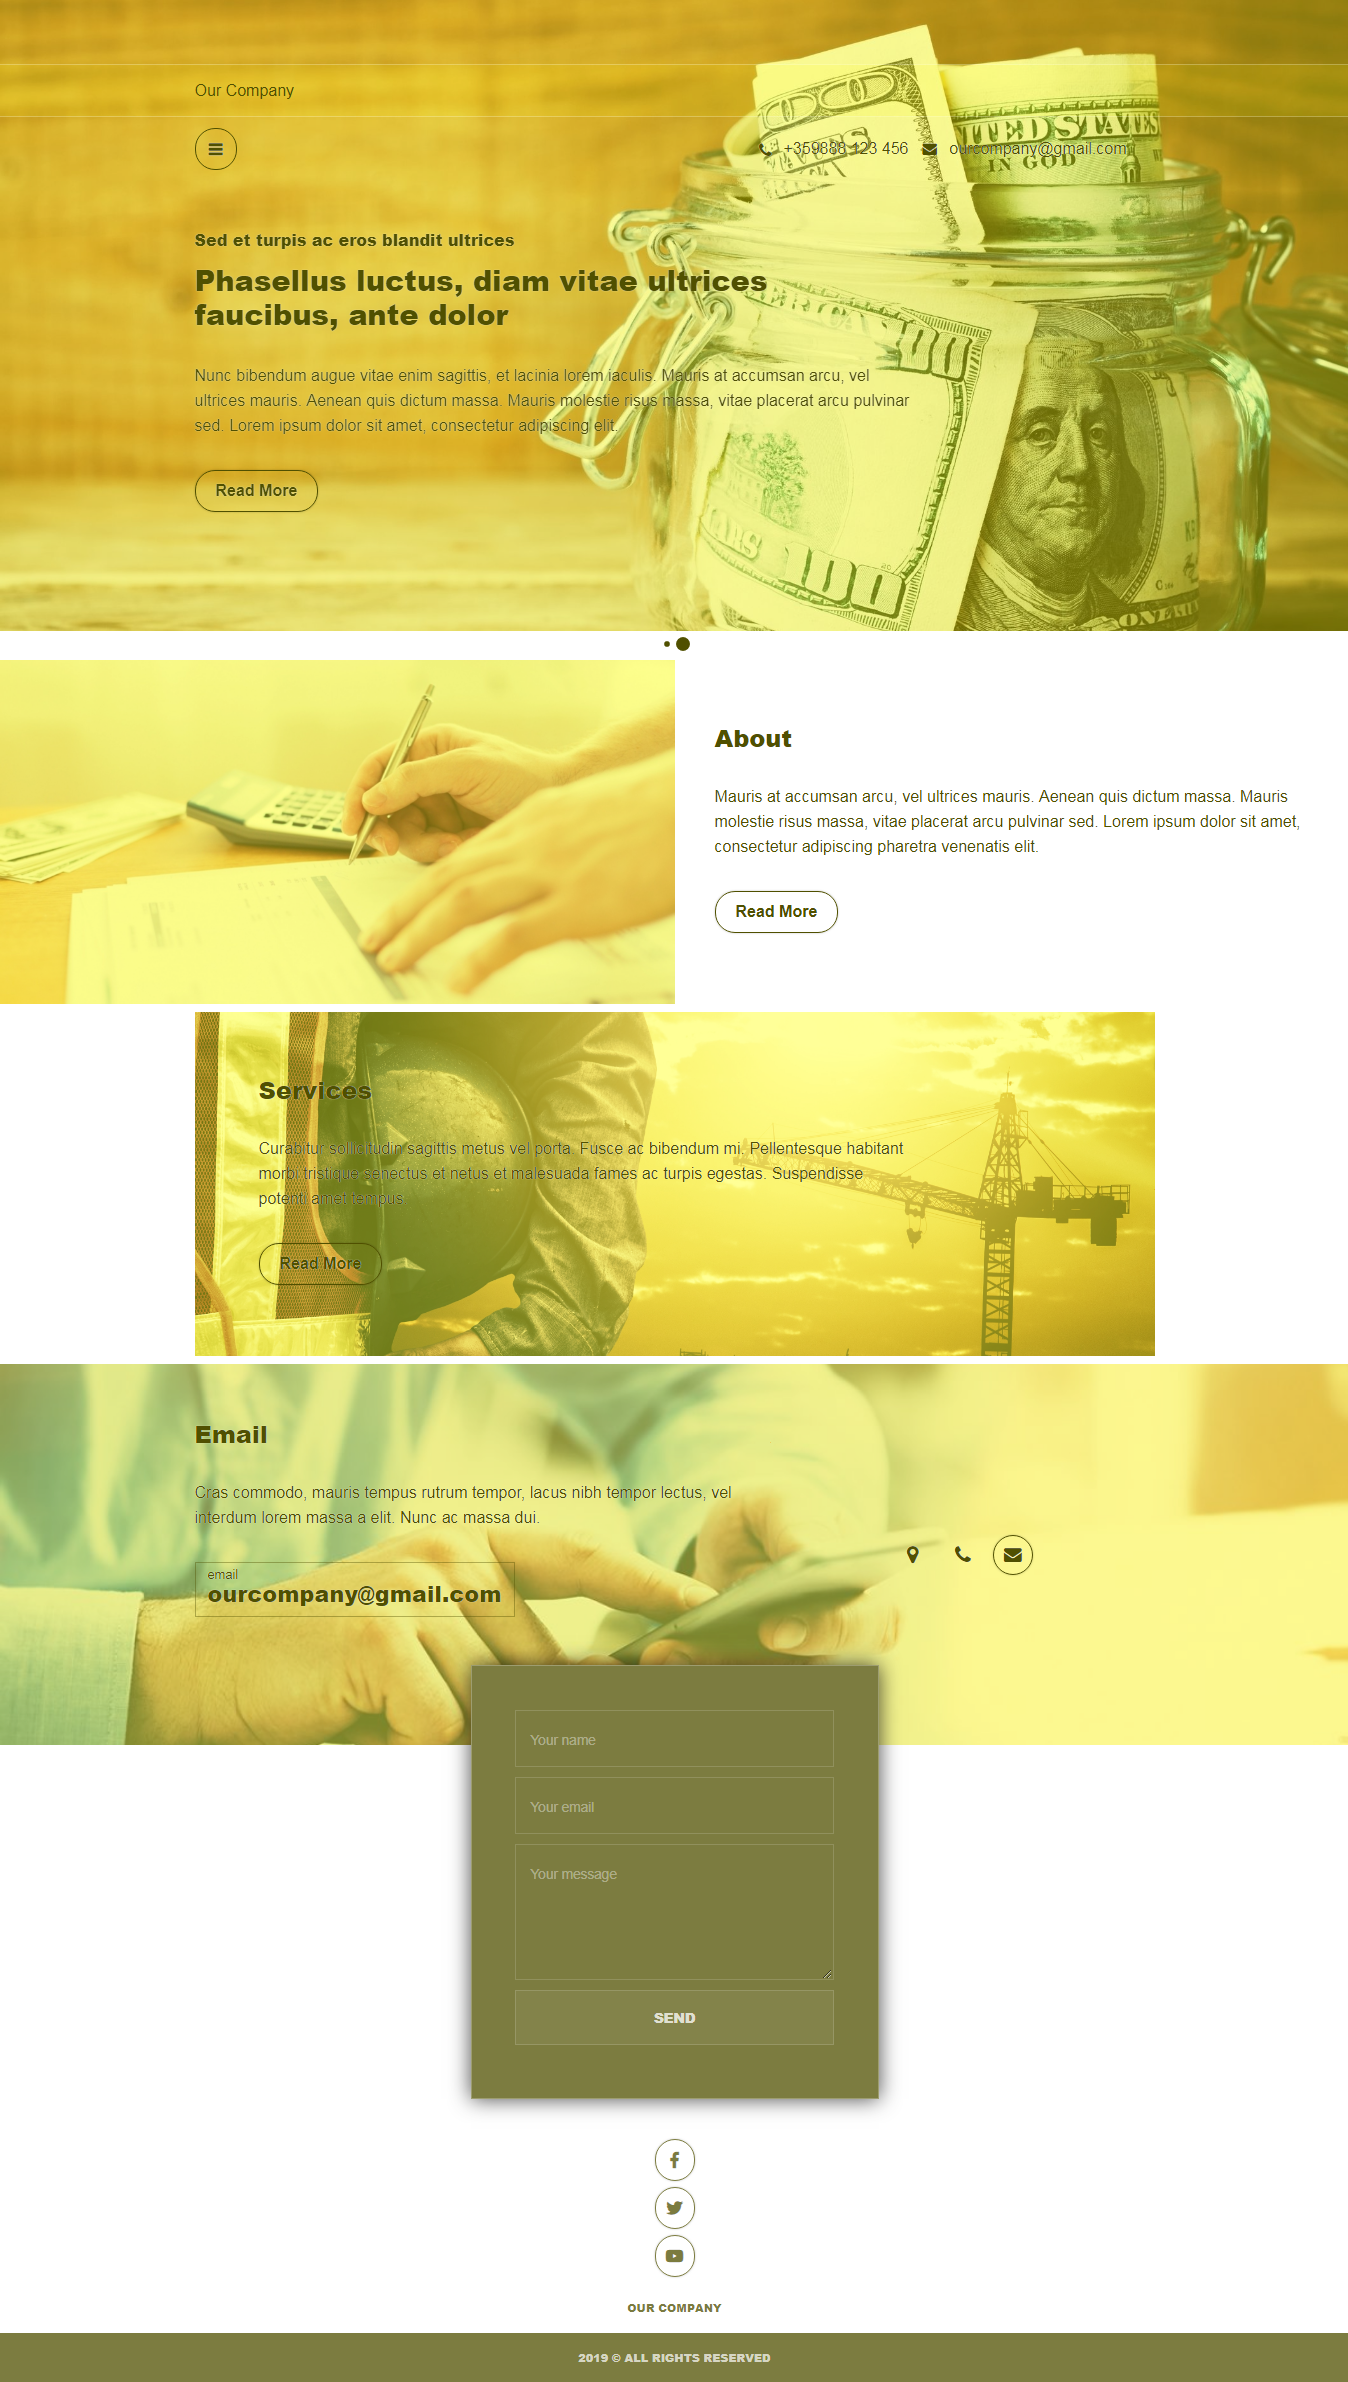 Our Company
+359888 123 456 ourcompany@gmail.com
Sed et turpis ac eros blandit ultrices
Phasellus luctus, diam vitae ultrices
faucibus, ante dolor
Nunc bibendum augue vitae enim sagittis, et lacinia lorem iaculis. Mauris at accumsan arcu, vel
ultrices mauris. Aenean quis dictum massa. Mauris molestie risus massa, vitae placerat arcu pulvinar
sed. Lorem ipsum dolor sit amet, consectetur adipiscing elit.
Read More
UNITED STATES
IN GOD
AMERICA 100
100
About
Mauris at accumsan arcu, vel ultrices mauris. Aenean quis dictum massa. Mauris
molestie risus massa, vitae placerat arcu pulvinar sed. Lorem ipsum dolor sit amet,
consectetur adipiscing pharetra venenatis elit.
Read More
Services
Curabitur sollicitudin sagittis metus vel porta. Fusce ac bibendum mi. Pellentesque habitant
morbi tristique senectus et netus et malesuada fames ac turpis egestas. Suspendisse
potenti amet tempus.
Read More
Email
Cras commodo, mauris tempus rutrum tempor, lacus nibh tempor lectus, vel
interdum lorem massa a elit. Nunc ac massa dui.
email
ourcompany@gmail.com
Your name
Your email
Your message
SEND
OUR COMPANY
2019 © ALL RIGHTS RESERVED